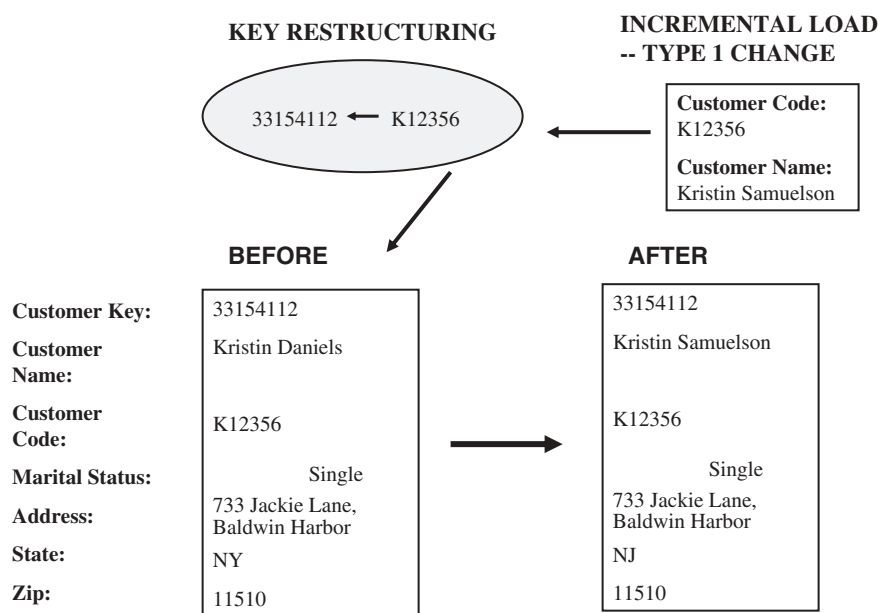 KEY RESTRUCTURING
INCREMENTAL LOAD
-- TYPE 1 CHANGE
33154112
K12356
Customer Code:
K12356
Customer Name:
Kristin Samuelson
BEFORE
AFTER
Customer Key:
33154112
33154112
Customer
Name:
Kristin Daniels
Kristin Samuelson
Customer
Code:
K12356
K12356
Marital Status:
Single
Single
Address:
733 Jackie Lane,
Baldwin Harbor
733 Jackie Lane,
Baldwin Harbor
State:
NY
NJ
Zip:
11510
11510